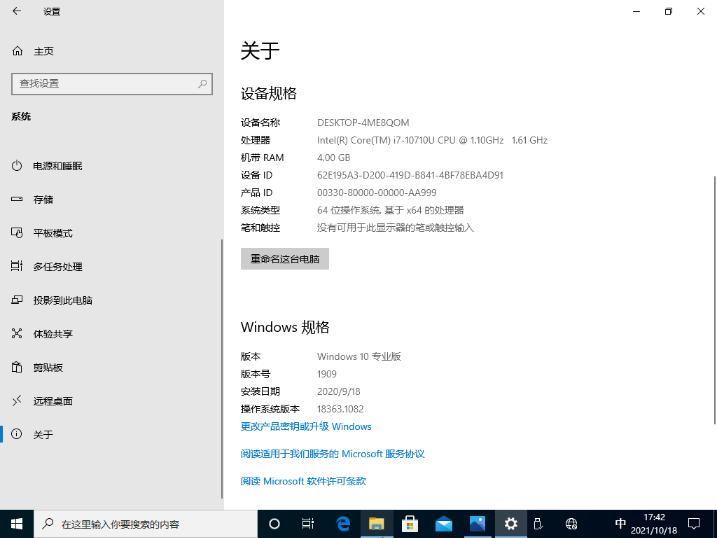 设置
主页
查找设置
系统
电源和睡眠
存储
平板模式
多任务处理
投影到此电脑
体验共享
剪贴板
远程桌面
关于
关于
设备规格
设备名称 DESKTOP-4ME8QOM
处理器 Intel(R) Core(TM) i7-10710U CPU @ 1.10GHz 1.61 GHz
机带 RAM 4.00 GB
设备 ID 62E195A3-D200-419D-B841-4BF78EBA4D91
产品 ID 00330-80000-00000-AA999
系统类型 64 位操作系统, 基于 x64 的处理器
笔和触控 没有可用于此显示器的笔或触控输入
重命名这台电脑
Windows 规格
版本 Windows 10 专业版
版本号 1909
安装日期 2020/9/18
操作系统版本 18363.1082
更改产品密钥或升级 Windows
阅读适用于我们服务的 Microsoft 服务协议
阅读 Microsoft 软件许可条款
在这里输入你要搜索的内容
中
17:42
2021/10/18